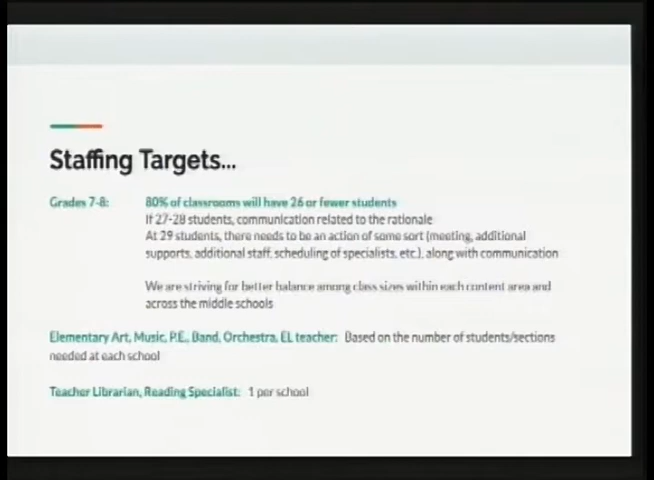 Staffing Targets...
Grades 7-8: 80% of classrooms will have 26 or fewer students
If 27-28 students, communication related to the rationale
At 29 students, there needs to be an action of some sort (meeting, additional
supports, additional staff, scheduling of specialists, etc.), along with communication
We are striving for better balance among class sizes within each content area and
across the middle schools
Elementary Art, Music, P.E., Band, Orchestra, EL teacher: Based on the number of students/sections
needed at each school
Teacher Librarian, Reading Specialist: 1 per school